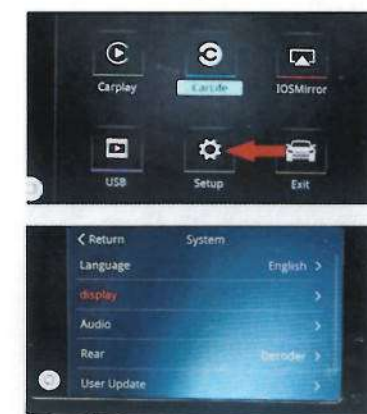 Carplay CarLife IOSMirror
USB Setup Exit
Return System
Language English
display
Audio
Rear Decoder
User Update